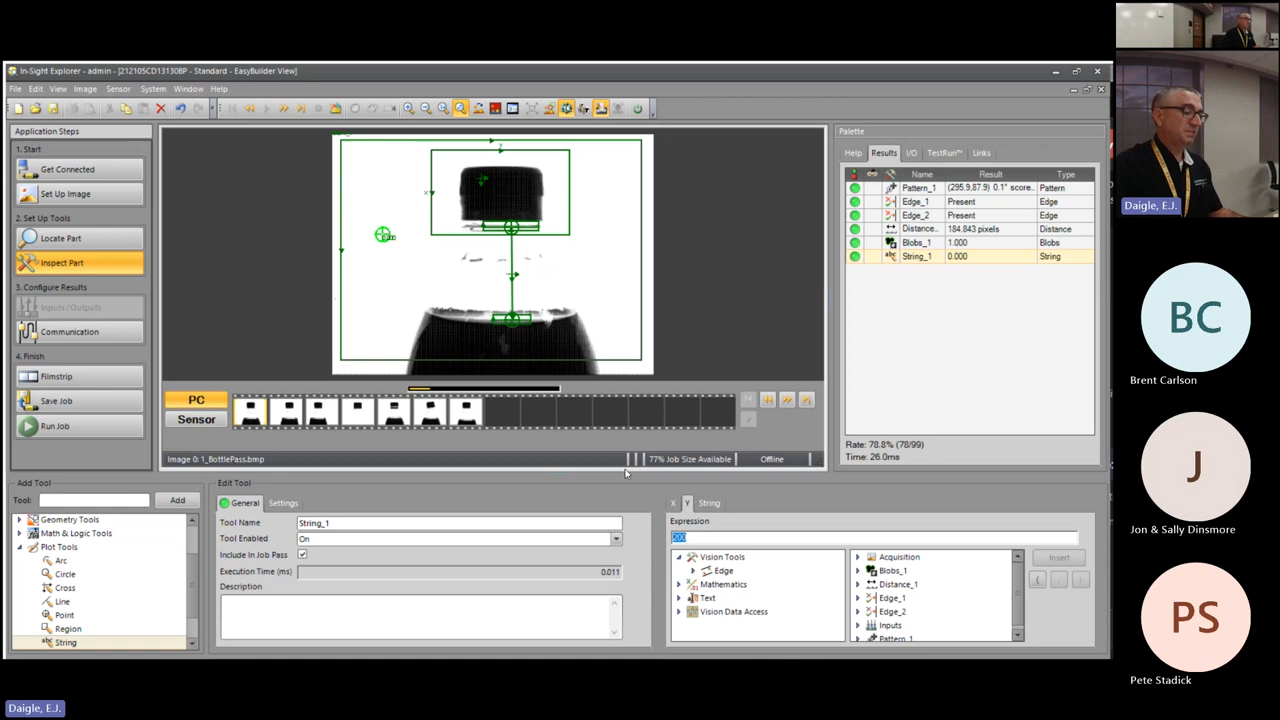 In-Sight Explorer - admin - [212105CD13130BP - Standard - EasyBuilder View]
File Edit View Image Sensor System Window Help
Application Steps
1. Start
Get Connected
Set Up Image
2. Set Up Tools
Locate Part
Inspect Part
3. Configure Results
Inputs / Outputs
Communication
4. Finish
Filmstrip
Save Job
Run Job
PC
Sensor
Image 0: 1_BottlePass.bmp
77% Job Size Available
Offline
Palette
Help Results I/O TestRun™ Links
Name Result Type
Pattern_1 (295.9,87.9) 0.1° score... Pattern
Edge_1 Present Edge
Edge_2 Present Edge
Distance... 184.843 pixels Distance
Blobs_1 1.000 Blobs
String_1 0.000 String
Rate: 78.8% (78/99)
Time: 26.0ms
Add Tool
Tool: Add
Geometry Tools
Math & Logic Tools
Plot Tools
Arc
Circle
Cross
Line
Point
Region
abc String
Edit Tool
General Settings
Tool Name String_1
Tool Enabled On
Include In Job Pass
Execution Time (ms) 0.011
Description
X Y String
Expression
200
Vision Tools
Edge
Mathematics
Text
Vision Data Access
Acquisition
Blobs_1
Distance_1
Edge_1
Edge_2
Inputs
Pattern_1
Insert
Daigle, E.J.
BC
Brent Carlson
J
Jon & Sally Dinsmore
PS
Pete Stadick
Daigle, E.J.